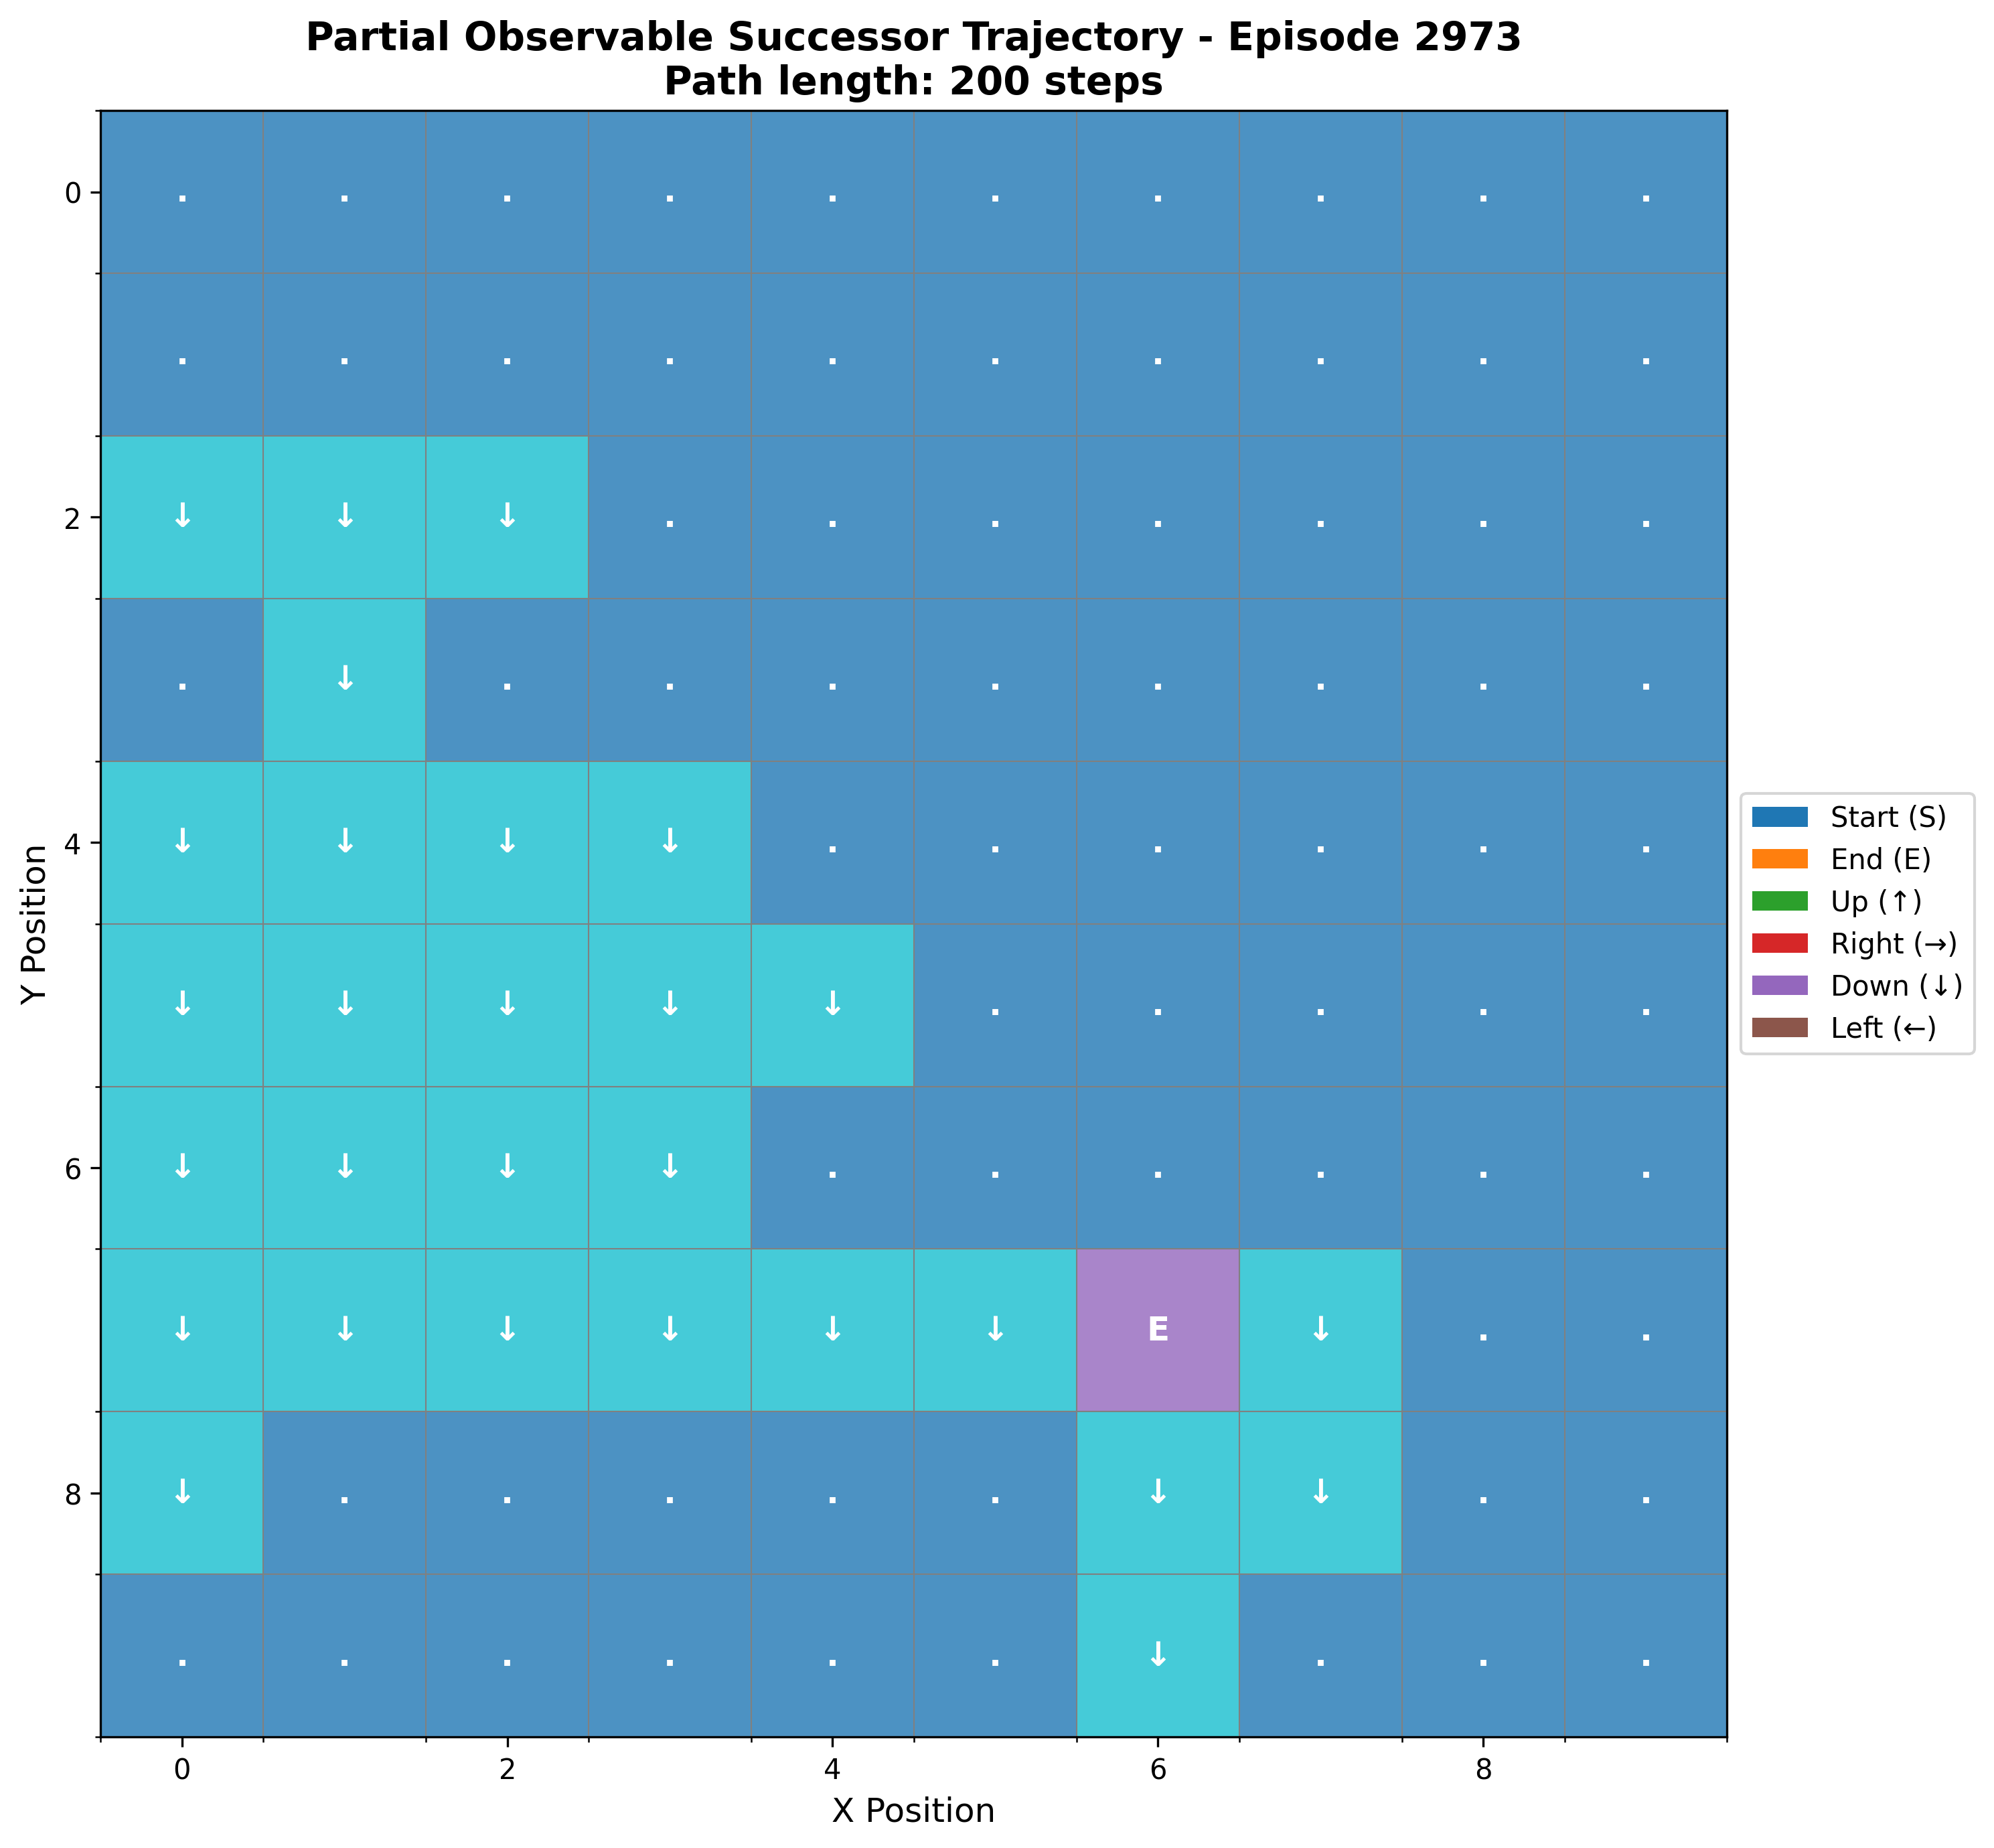 Partial Observable Successor Trajectory - Episode 2973
Path length: 200 steps
0 . . . . . . . . . .
. . . . . . . . . .
2 ↓ ↓ ↓ . . . . . . .
. ↓ . . . . . . . .
4 ↓ ↓ ↓ ↓ . . . . . .
↓ ↓ ↓ ↓ ↓ . . . . .
6 ↓ ↓ ↓ ↓ . . . . . .
↓ ↓ ↓ ↓ ↓ ↓ E ↓ . .
8 ↓ . . . . . ↓ ↓ . .
. . . . . . ↓ . . .
0 2 4 6 8
X Position
Y Position
Start (S)
End (E)
Up (↑)
Right (→)
Down (↓)
Left (←)